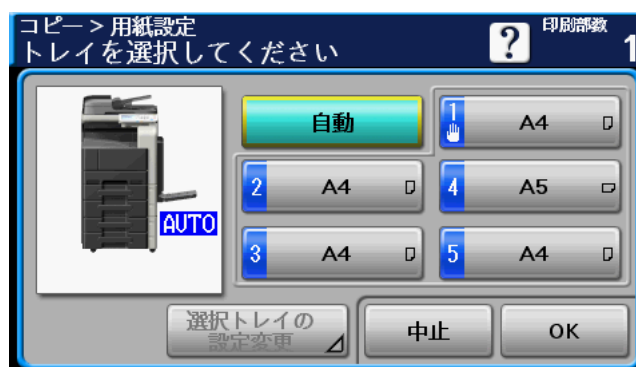 コピー > 用紙設定
トレイを選択してください
? 印刷部数
1
自動
1 A4
2 A4
4 A5
AUTO
3 A4
5 A4
選択トレイの
設定変更
中止
OK